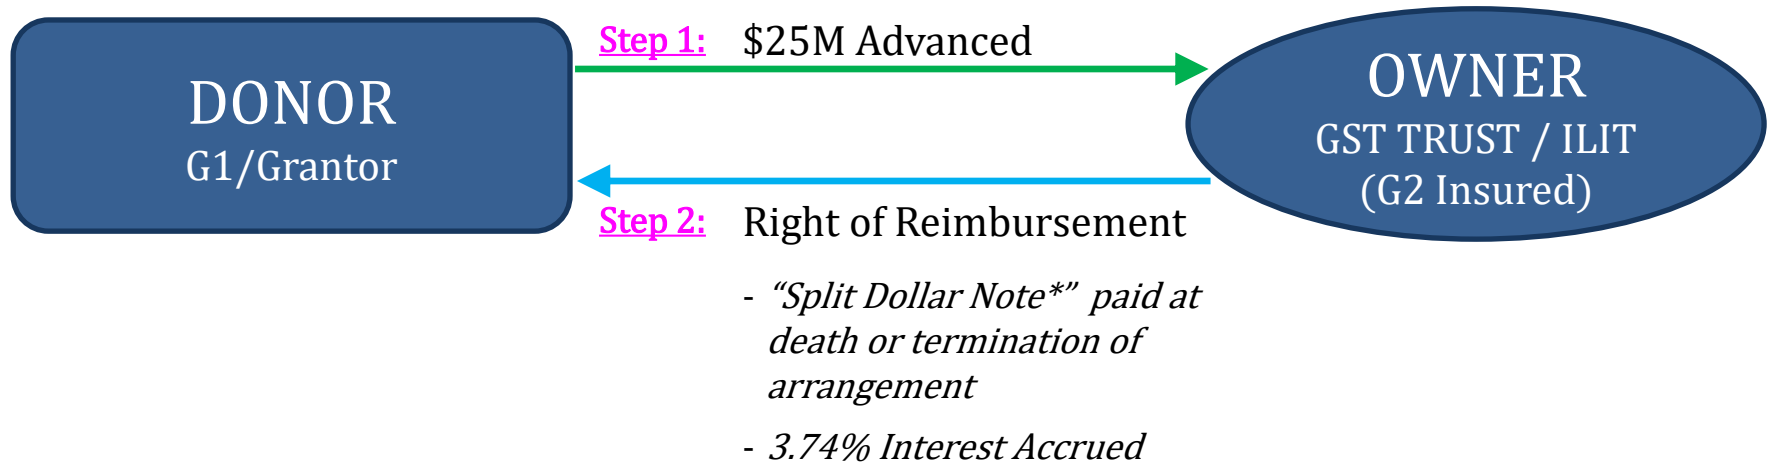 DONOR
G1/Grantor
Step 1: $25M Advanced
OWNER
GST TRUST / ILIT
(G2 Insured)
Step 2: Right of Reimbursement
- “Split Dollar Note*” paid at
death or termination of
arrangement
- 3.74% Interest Accrued